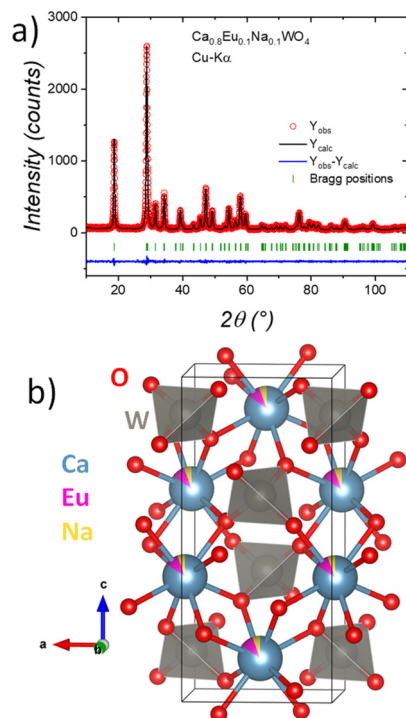 a)
Ca0.8Eu0.1Na0.1WO4
Cu-Kα
Intensity (counts)
3000
2000
1000
0
Yobs
Ycalc
Yobs-Ycalc
Bragg positions
20 40 60 80 100
2θ (°)
b)
O
W
Ca
Eu
Na
c
a
b